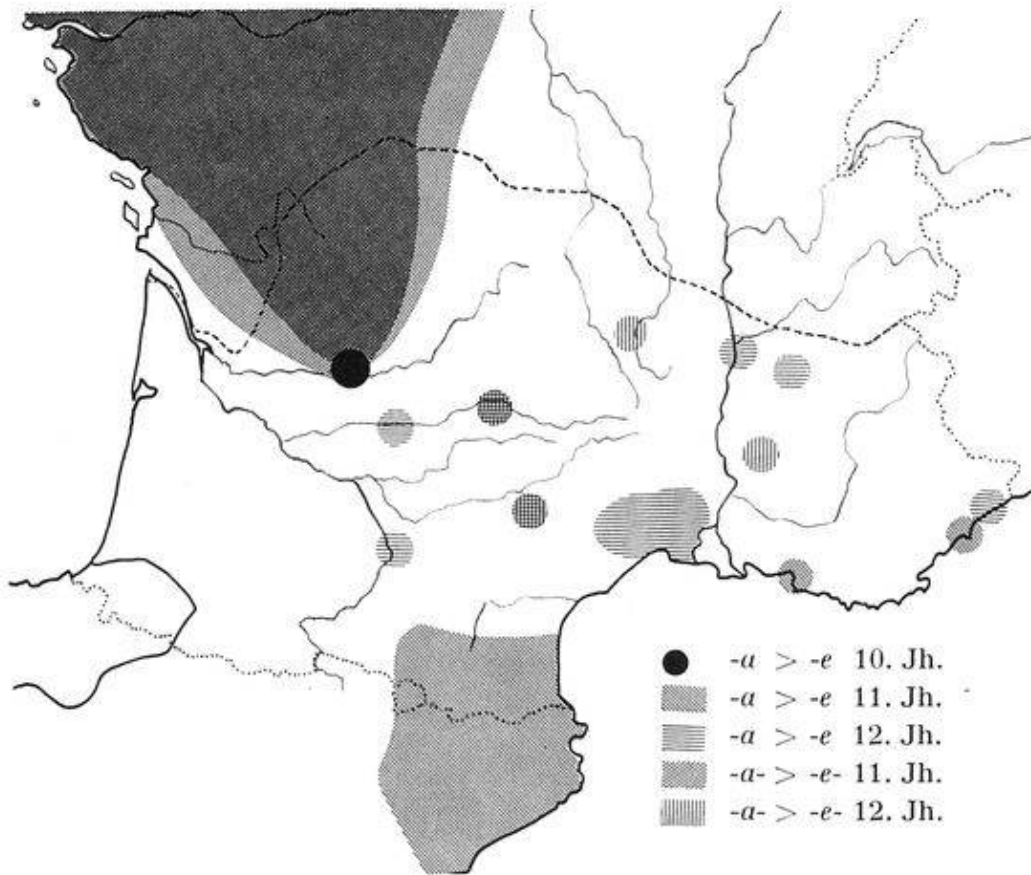 -a > -e 10. Jh.
-a > -e 11. Jh.
-a > -e 12. Jh.
-a- > -e- 11. Jh.
-a- > -e- 12. Jh.